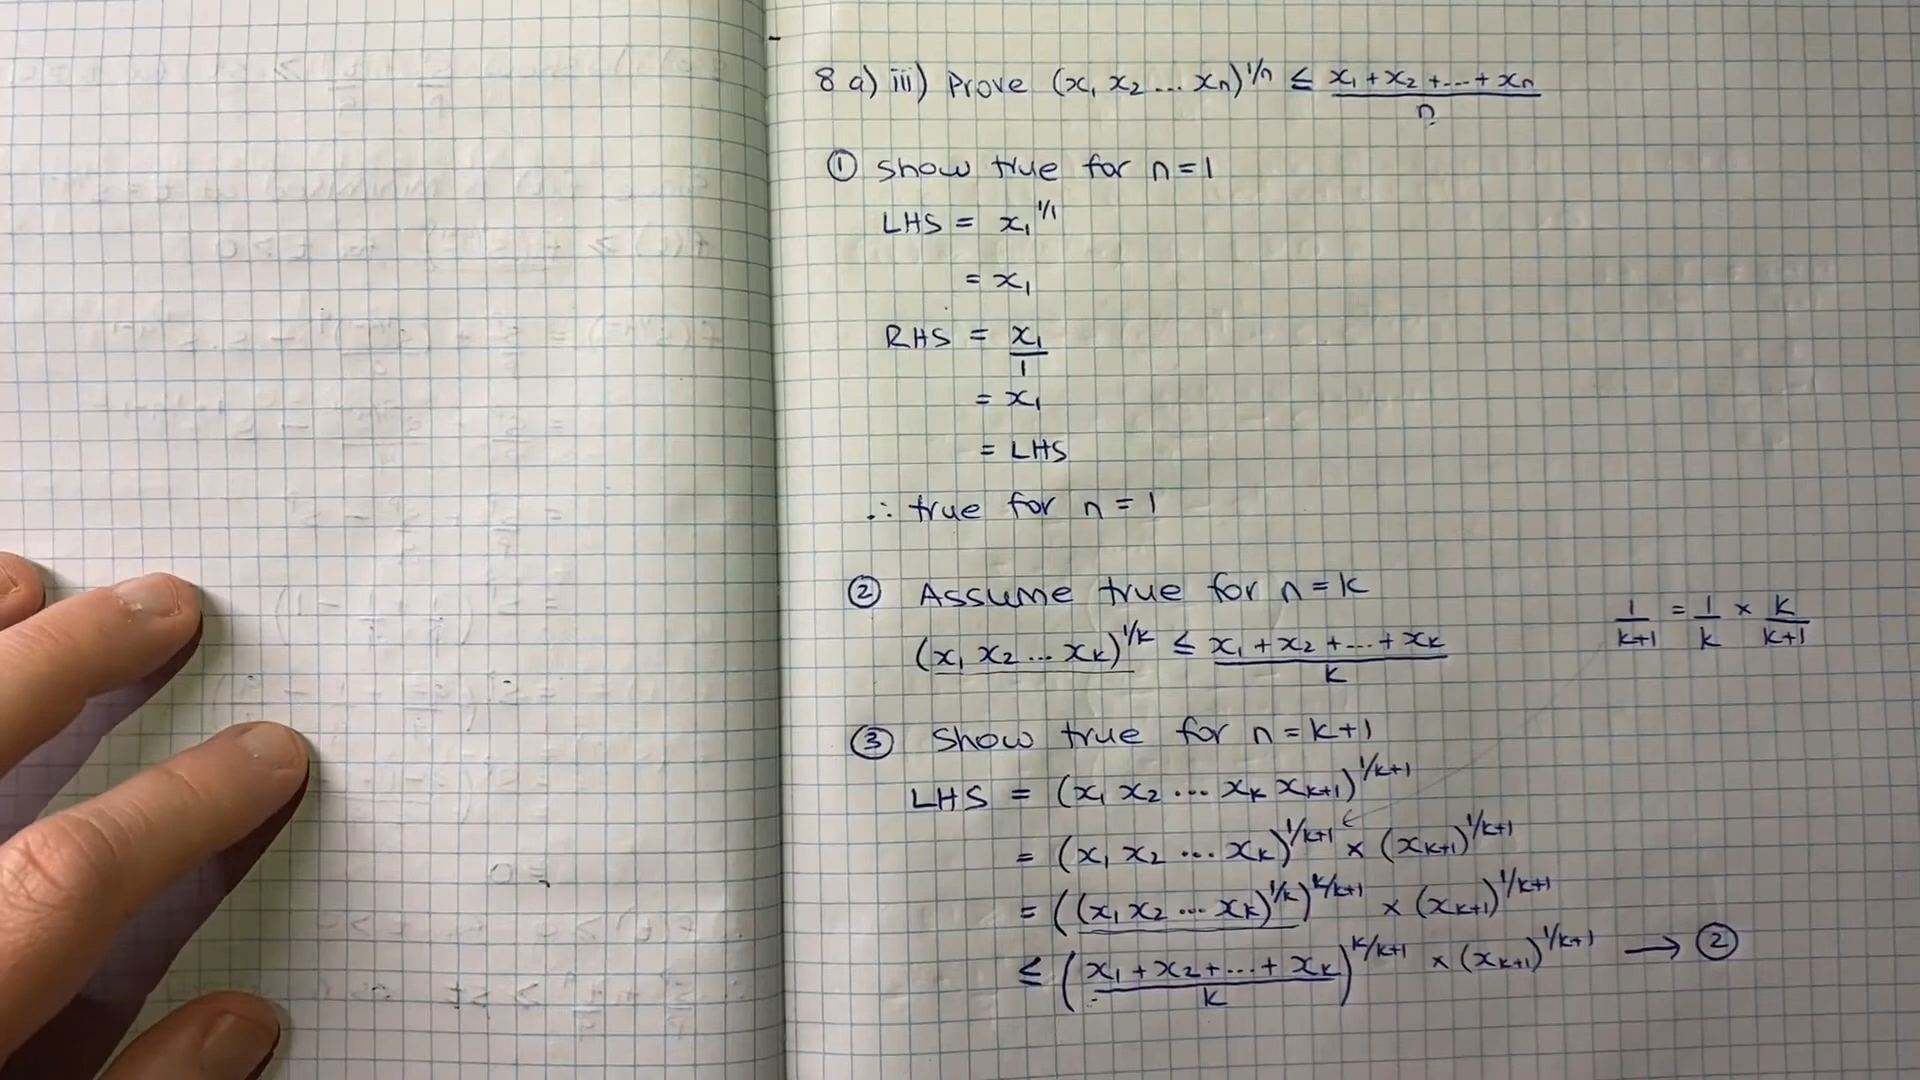 8 a) iii) Prove (x₁ x₂ ... xₙ)^1/n ≤ (x₁ + x₂ + ... + xₙ)/n
① Show true for n = 1
LHS = x₁^1/1
= x₁
RHS = x₁/1
= x₁
= LHS
∴ true for n = 1
② Assume true for n = k
(x₁ x₂ ... xₖ)^1/k ≤ (x₁ + x₂ + ... + xₖ)/k
1/(k+1) = 1/k × k/(k+1)
③ Show true for n = k+1
LHS = (x₁ x₂ ... xₖ xₖ₊₁)^1/k+1
= (x₁ x₂ ... xₖ)^1/k+1 × (xₖ₊₁)^1/k+1
= ((x₁ x₂ ... xₖ)^1/k)^k/k+1 × (xₖ₊₁)^1/k+1
≤ ((x₁ + x₂ + ... + xₖ)/k)^k/k+1 × (xₖ₊₁)^1/k+1 → ②